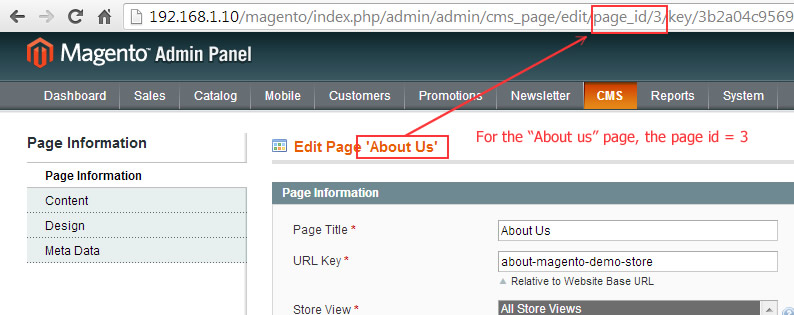 192.168.1.10/magento/index.php/admin/admin/cms_page/edit/page_id/3/key/3b2a04c9569
Magento™ Admin Panel
Dashboard Sales Catalog Mobile Customers Promotions Newsletter CMS Reports System
Page Information
Edit Page 'About Us'
For the “About us” page, the page id = 3
Page Information
Content
Design
Meta Data
Page Information
Page Title * About Us
URL Key * about-magento-demo-store
▲ Relative to Website Base URL
Store View * All Store Views